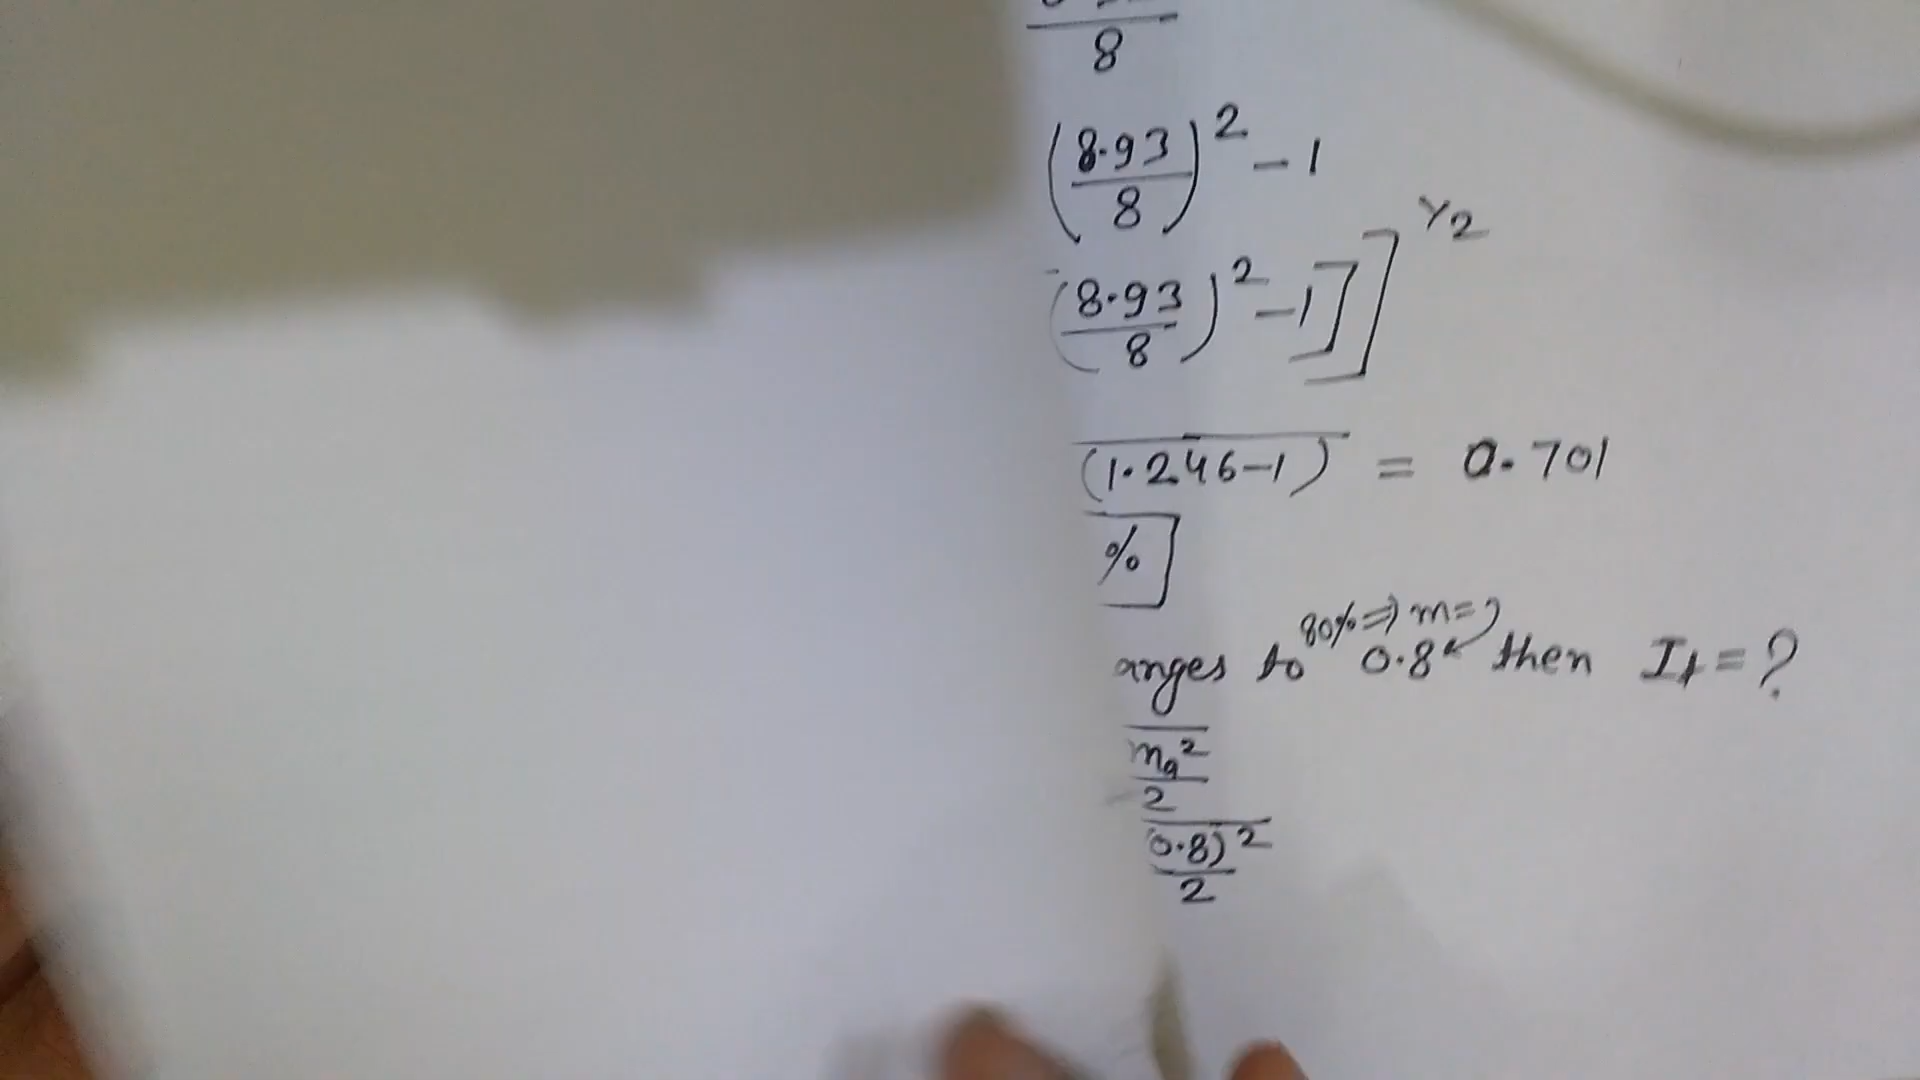 8
(8.93/8)² - 1
(8.93/8)² - 1]]^1/2
(1.246-1) = 0.701
%]
80% ⇒ m=?
anges to 0.8 then It = ?
ma²/2
(0.8)²/2